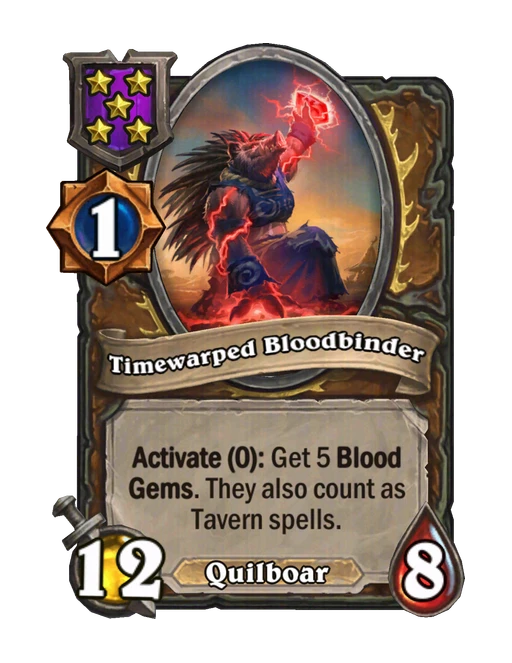 1
Timewarped Bloodbinder
Activate (0): Get 5 Blood
Gems. They also count as
Tavern spells.
12
Quilboar
8